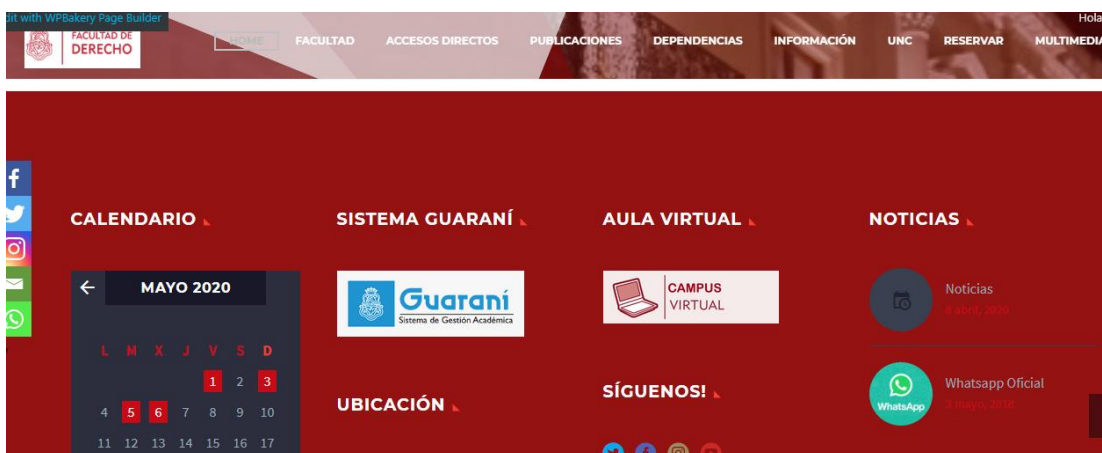 dit with WPBakery Page Builder
Hola
FACULTAD DE
DERECHO
HOME FACULTAD ACCESOS DIRECTOS PUBLICACIONES DEPENDENCIAS INFORMACIÓN UNC RESERVAR MULTIMEDIA
CALENDARIO
MAYO 2020
L M X J V S D
1 2 3
4 5 6 7 8 9 10
11 12 13 14 15 16 17
SISTEMA GUARANÍ
Guaraní
Sistema de Gestión Académica
UBICACIÓN
AULA VIRTUAL
CAMPUS
VIRTUAL
SÍGUENOS!
NOTICIAS
Noticias
8 abril, 2020
WhatsApp
Whatsapp Oficial
3 mayo, 2018